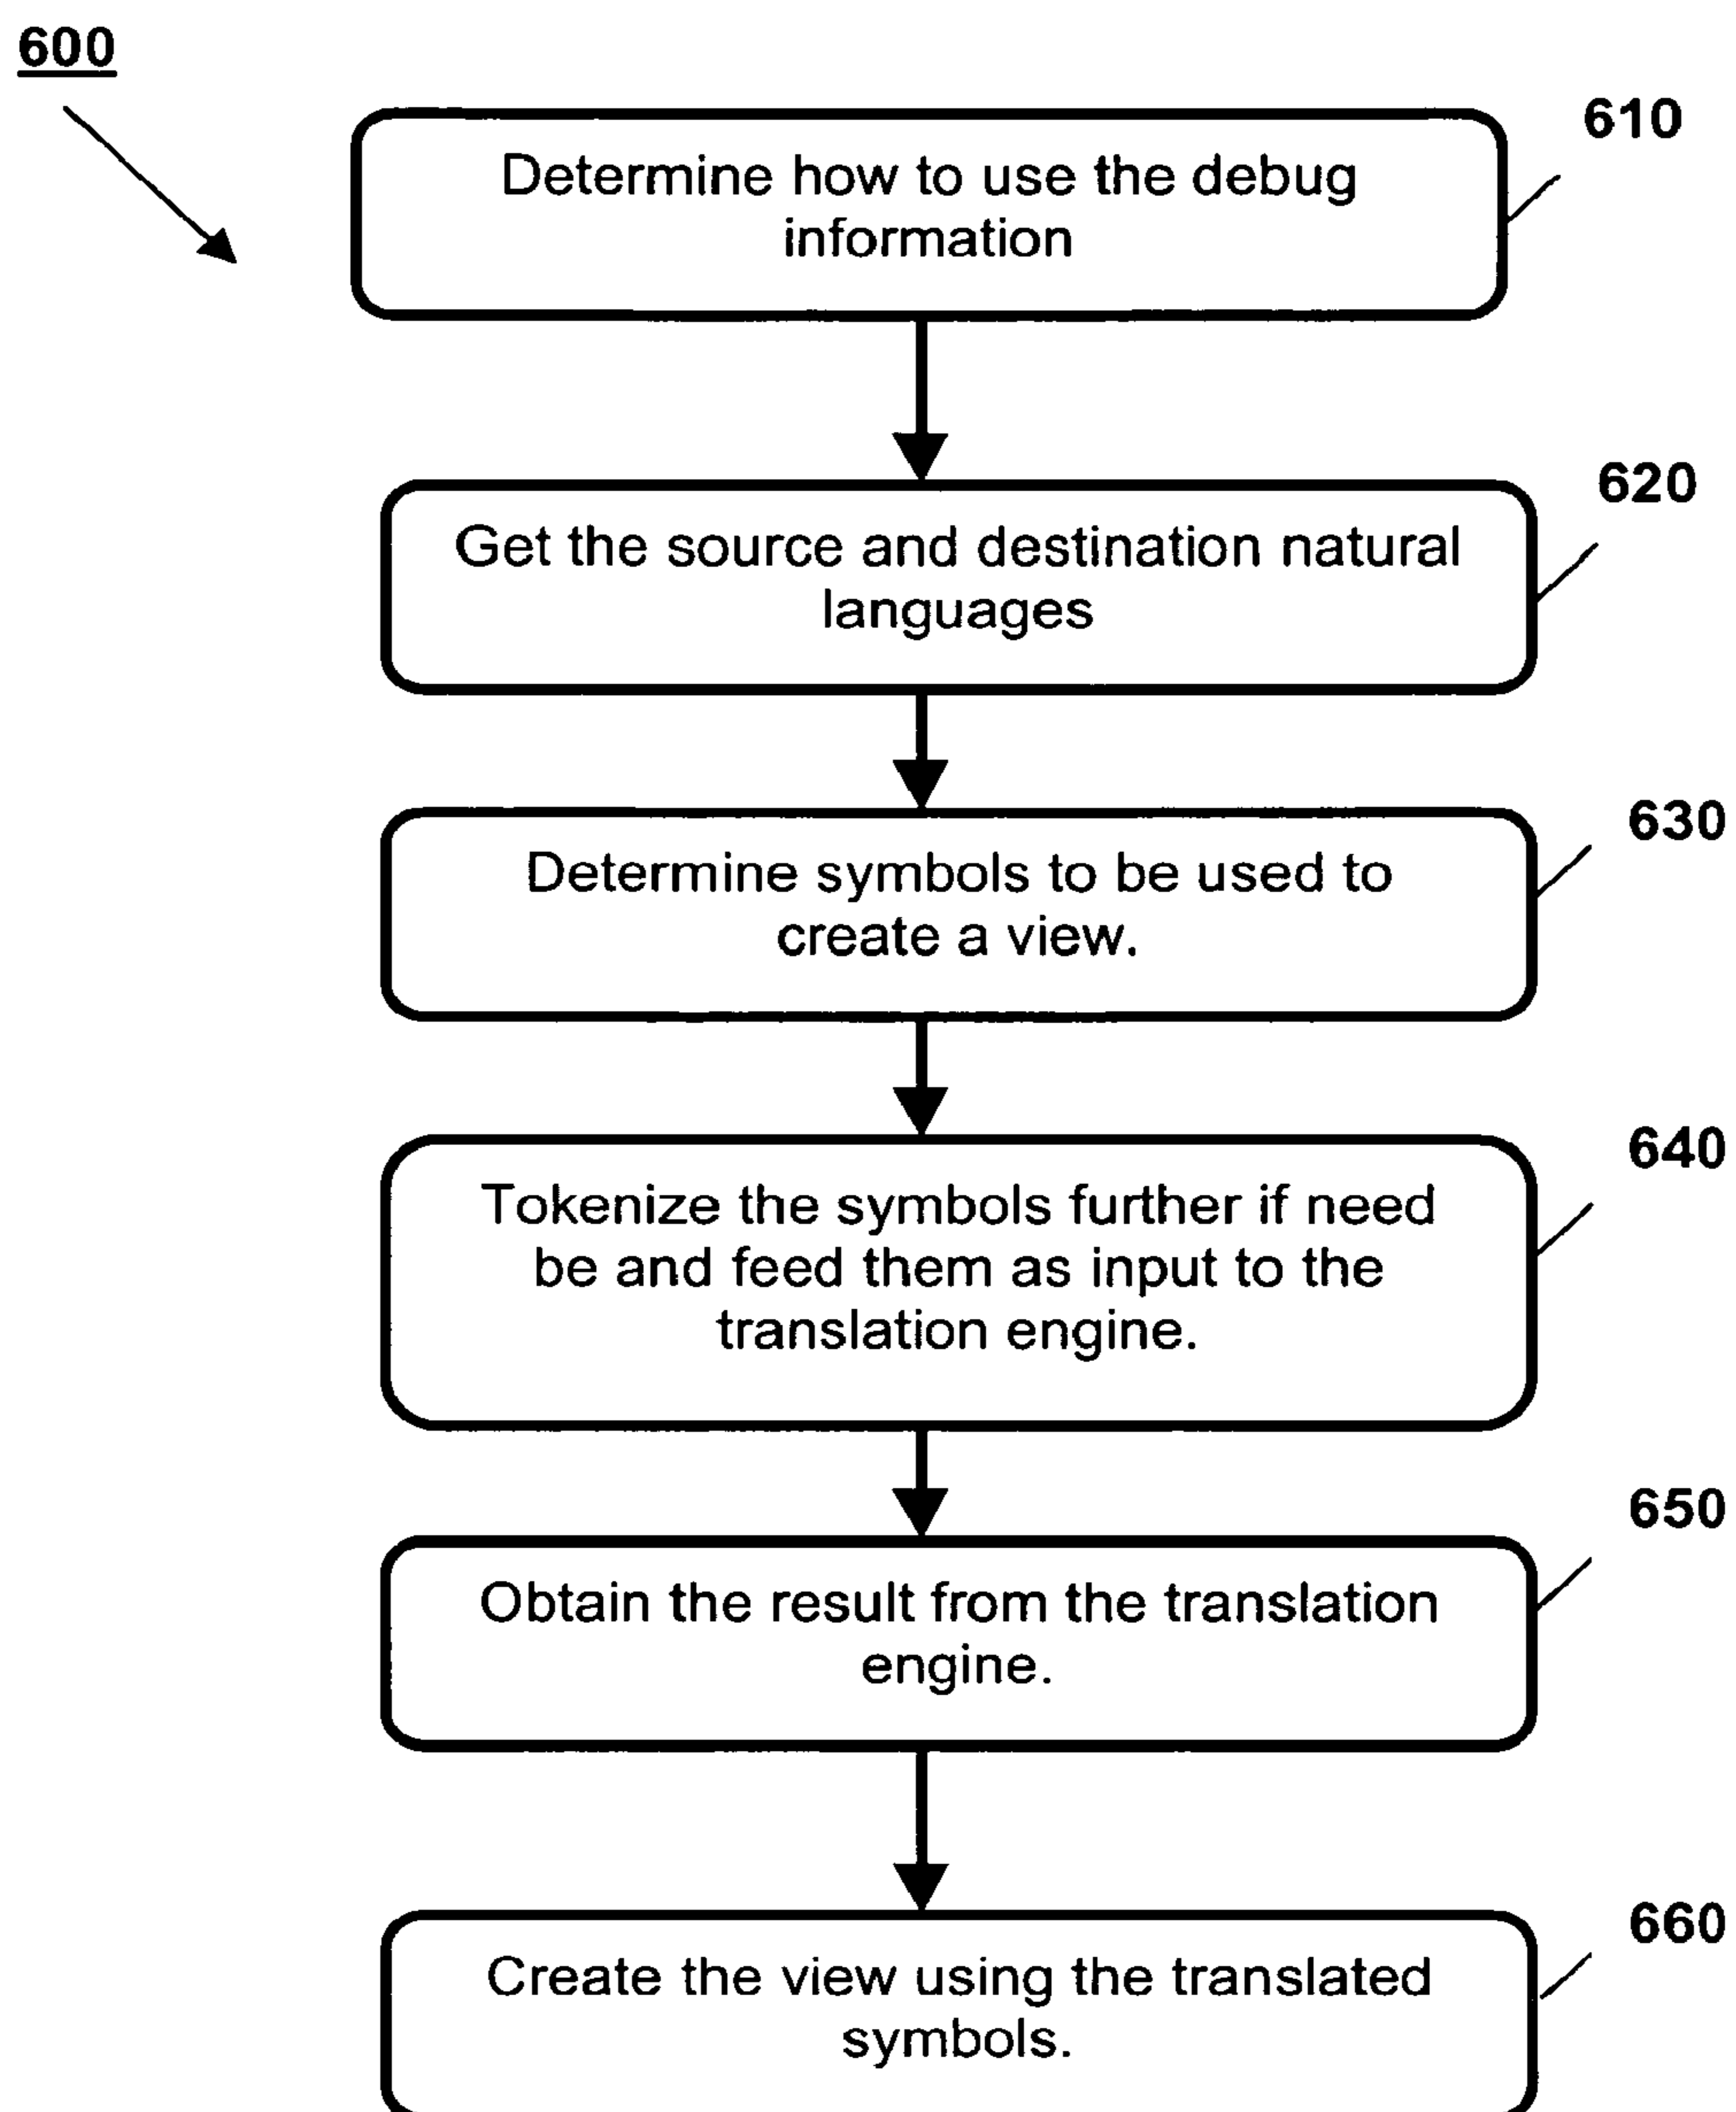 600
610
Determine how to use the debug
information
620
Get the source and destination natural
languages
630
Determine symbols to be used to
create a view.
640
Tokenize the symbols further if need
be and feed them as input to the
translation engine.
650
Obtain the result from the translation
engine.
660
Create the view using the translated
symbols.